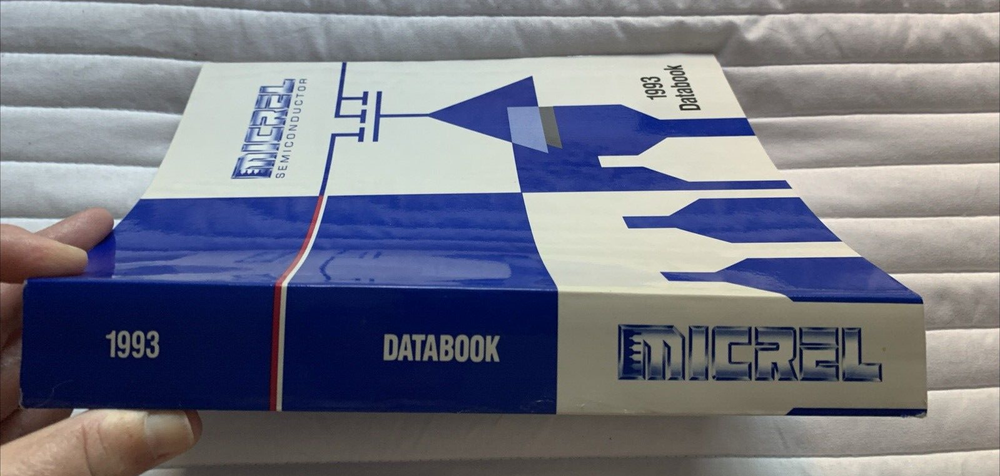 MICREL
SEMICONDUCTOR
1993
Databook
1993
DATABOOK
MICREL